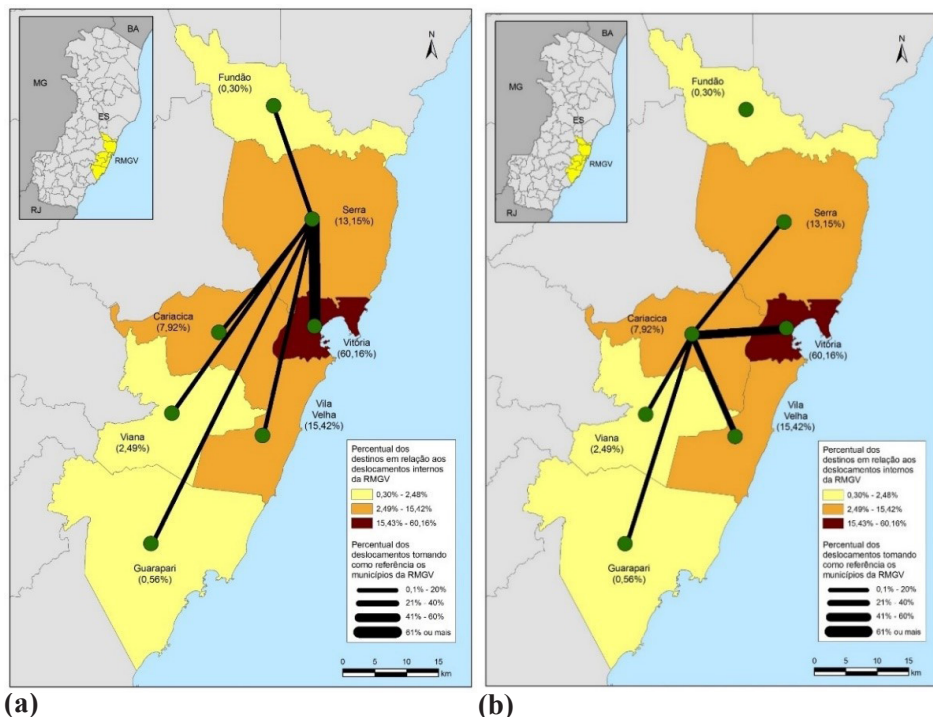 BA
MG
ES
RMGV
RJ
N
Fundão
(0,30%)
Serra
(13,15%)
Cariacica
(7,92%)
Vitória
(60,16%)
Vila
Velha
(15,42%)
Viana
(2,49%)
Guarapari
(0,56%)
Percentual dos
destinos em relação aos
deslocamentos internos
da RMGV
0,30% - 2,48%
2,49% - 15,42%
15,43% - 60,16%
Percentual dos
deslocamentos tomando
como referência os
municípios da RMGV
0,1% - 20%
21% - 40%
41% - 60%
61% ou mais
0 5 10 15
km
(a)
BA
MG
ES
RMGV
RJ
N
Fundão
(0,30%)
Serra
(13,15%)
Cariacica
(7,92%)
Vitória
(60,16%)
Vila
Velha
(15,42%)
Viana
(2,49%)
Guarapari
(0,56%)
Percentual dos
destinos em relação aos
deslocamentos internos
da RMGV
0,30% - 2,48%
2,49% - 15,42%
15,43% - 60,16%
Percentual dos
deslocamentos tomando
como referência os
municípios da RMGV
0,1% - 20%
21% - 40%
41% - 60%
61% ou mais
0 5 10 15
km
(b)